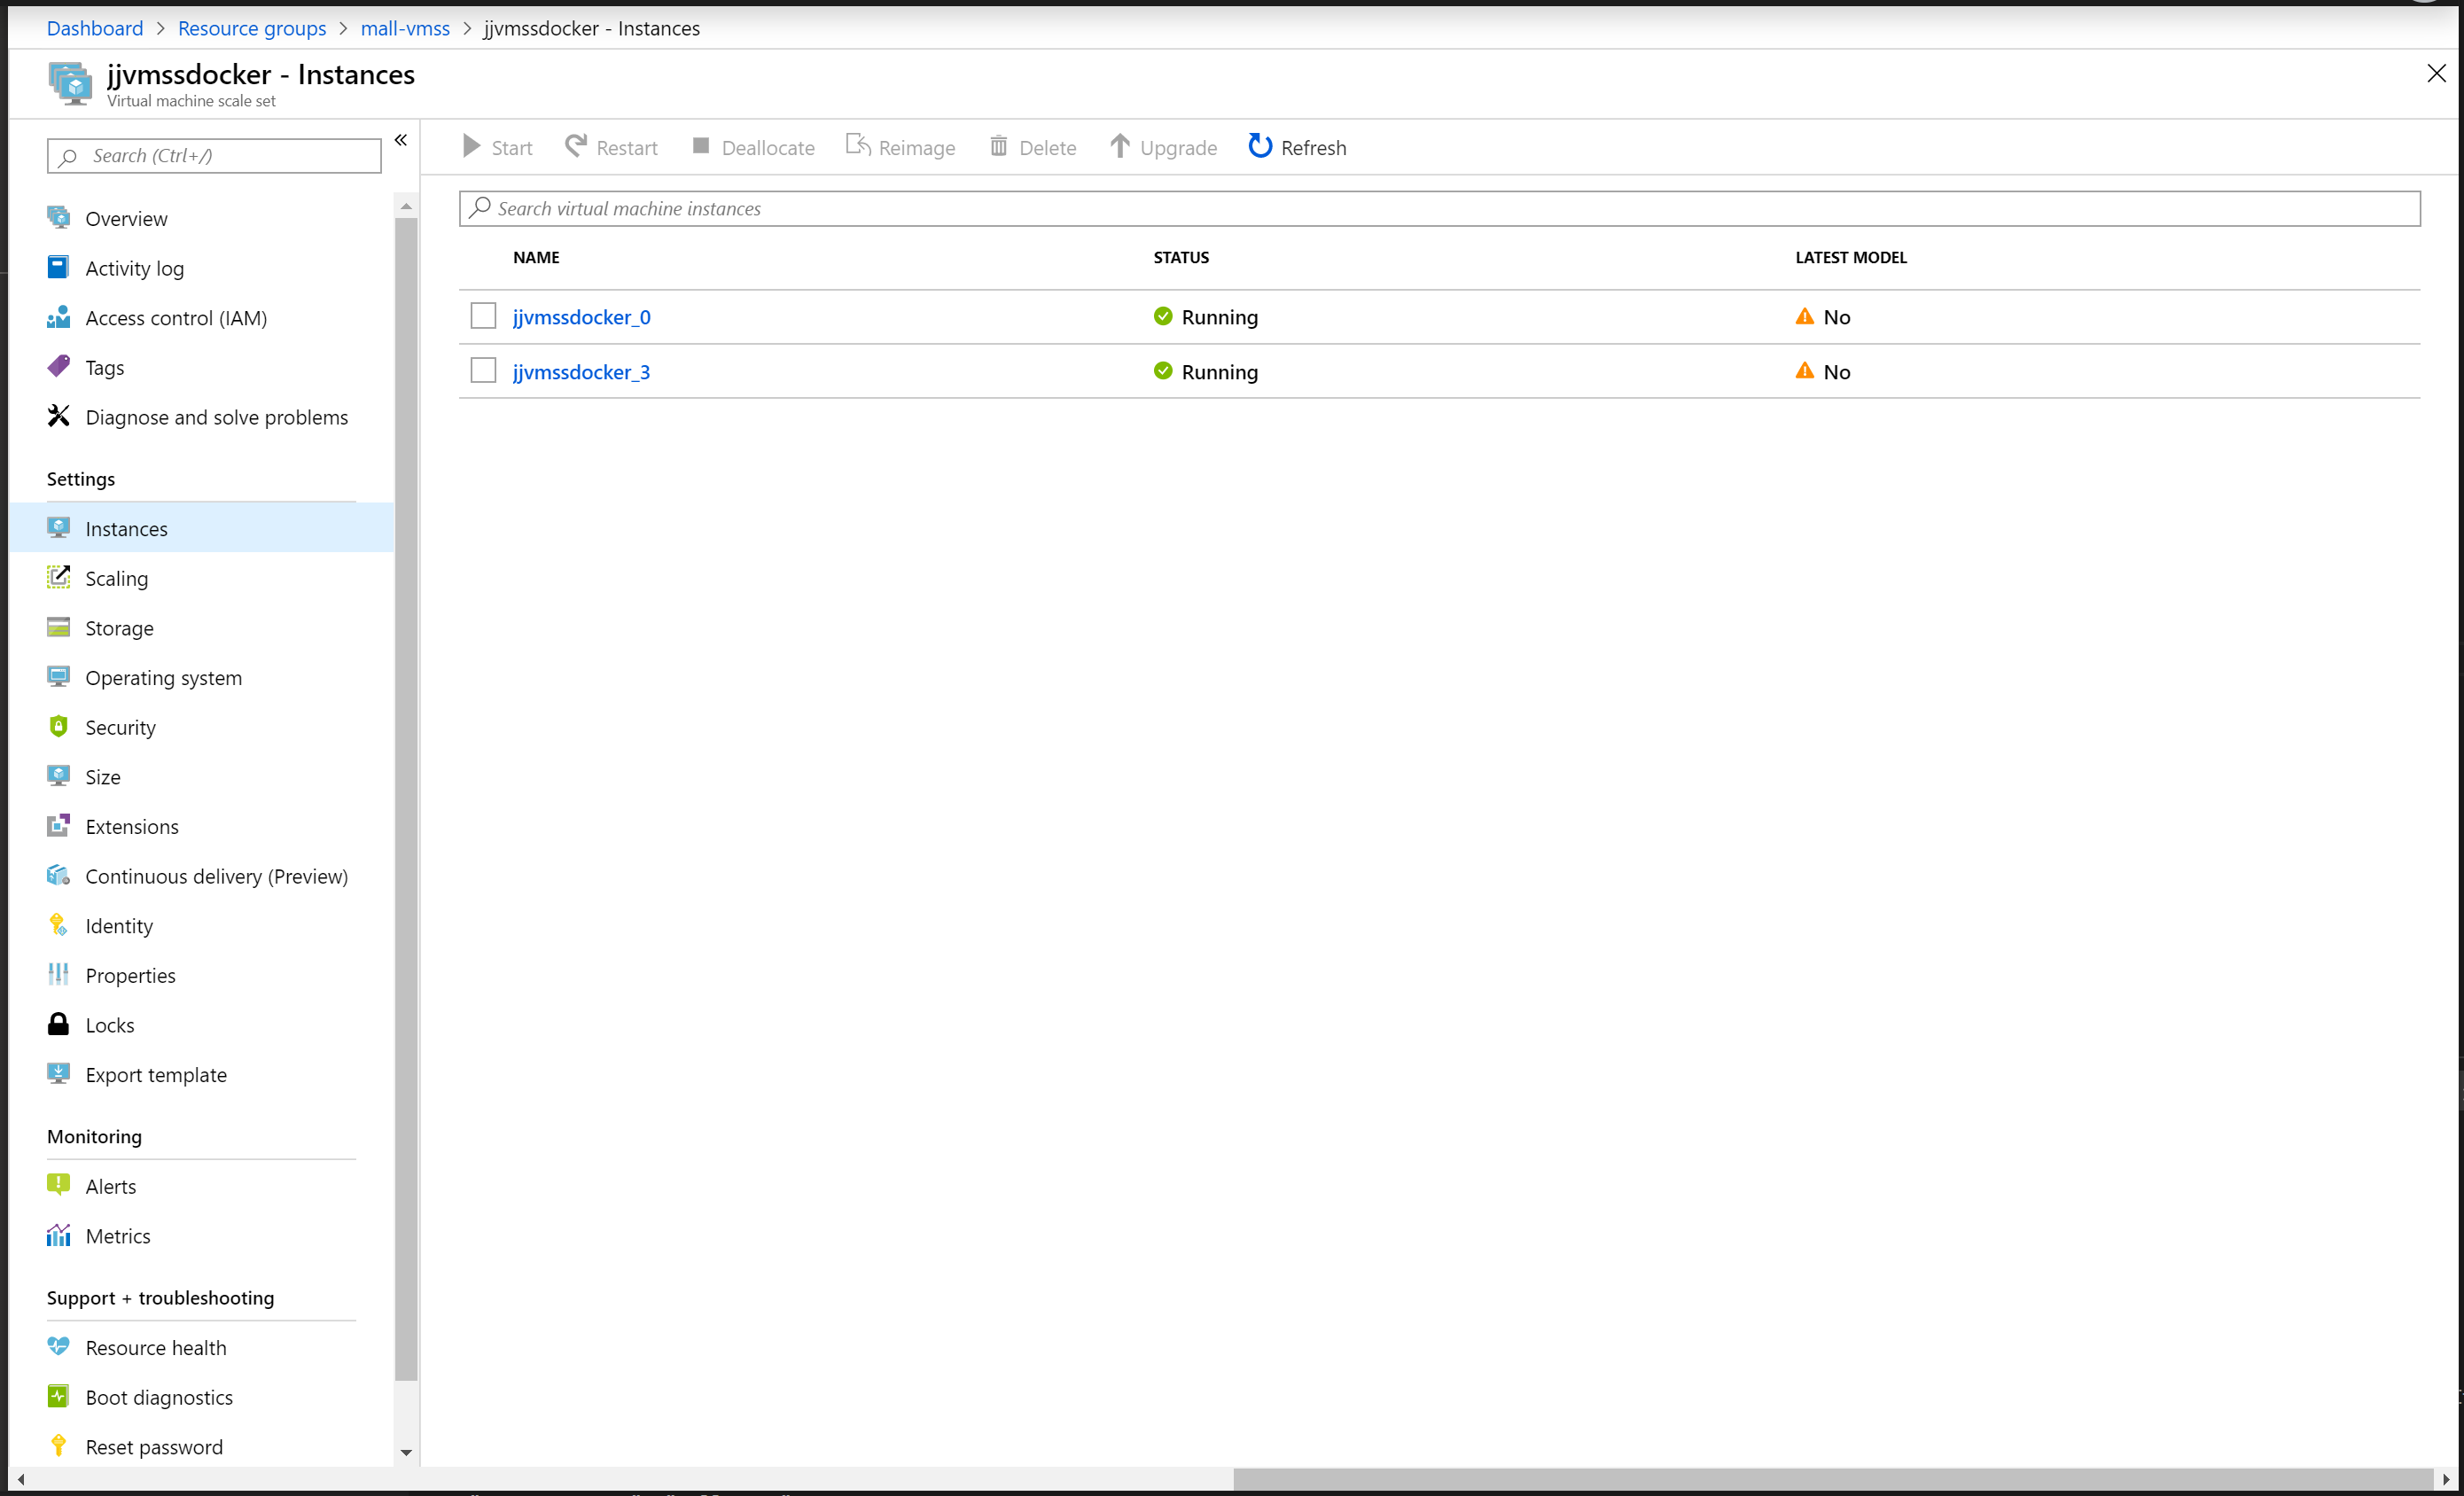 Dashboard > Resource groups > mall-vmss > jjvmssdocker - Instances
jjvmssdocker - Instances
Virtual machine scale set
Search (Ctrl+/)
Overview
Activity log
Access control (IAM)
Tags
Diagnose and solve problems
Settings
Instances
Scaling
Storage
Operating system
Security
Size
Extensions
Continuous delivery (Preview)
Identity
Properties
Locks
Export template
Monitoring
Alerts
Metrics
Support + troubleshooting
Resource health
Boot diagnostics
Reset password
Start Restart Deallocate Reimage Delete Upgrade Refresh
Search virtual machine instances
NAME STATUS LATEST MODEL
jjvmssdocker_0 Running No
jjvmssdocker_3 Running No